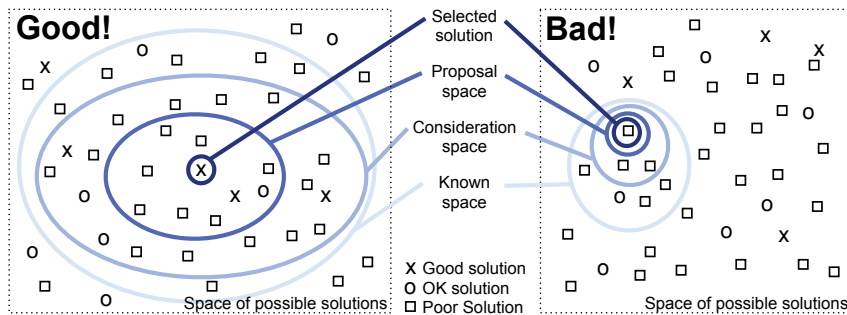 Good!
Selected
solution
Proposal
space
Consideration
space
Known
space
X Good solution
O OK solution
Poor Solution
Space of possible solutions
Bad!
Space of possible solutions